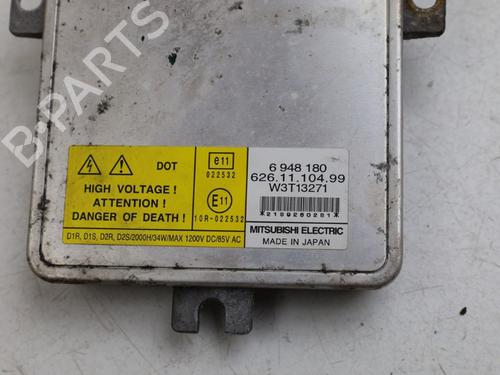 B-PARTS
DOT
HIGH VOLTAGE !
ATTENTION !
DANGER OF DEATH !
e11
022532
E11
10R-022532
D1R, D1S, D2R, D2S/2000H/34W/MAX 1200V DC/85V AC
6 948 180
626.11.104.99
W3T13271
*2189260281*
MITSUBISHI ELECTRIC
MADE IN JAPAN